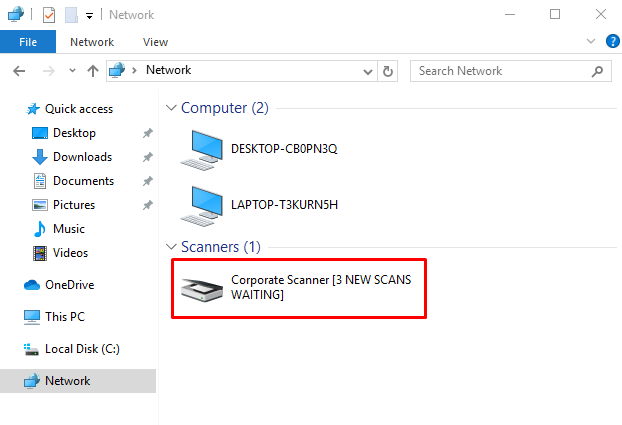 Network
File
Network
View
Network
Search Network
Quick access
Desktop
Downloads
Documents
Pictures
Music
Videos
OneDrive
This PC
Local Disk (C:)
Network
Computer (2)
DESKTOP-CB0PN3Q
LAPTOP-T3KURN5H
Scanners (1)
Corporate Scanner [3 NEW SCANS
WAITING]